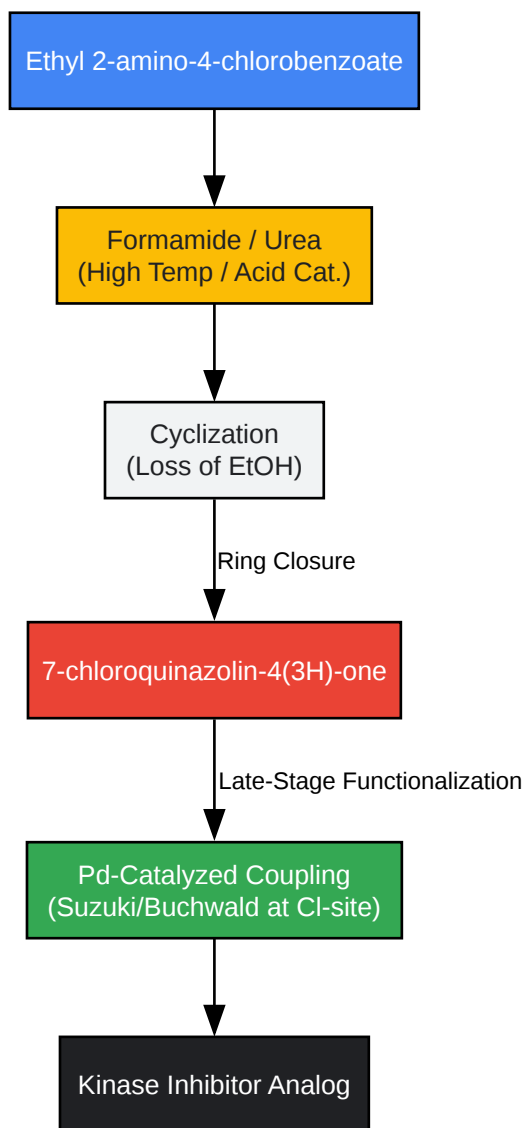 Ethyl 2-amino-4-chlorobenzoate
Formamide / Urea
(High Temp / Acid Cat.)
Cyclization
(Loss of EtOH)
Ring Closure
7-chloroquinazolin-4(3H)-one
Late-Stage Functionalization
Pd-Catalyzed Coupling
(Suzuki/Buchwald at Cl-site)
Kinase Inhibitor Analog